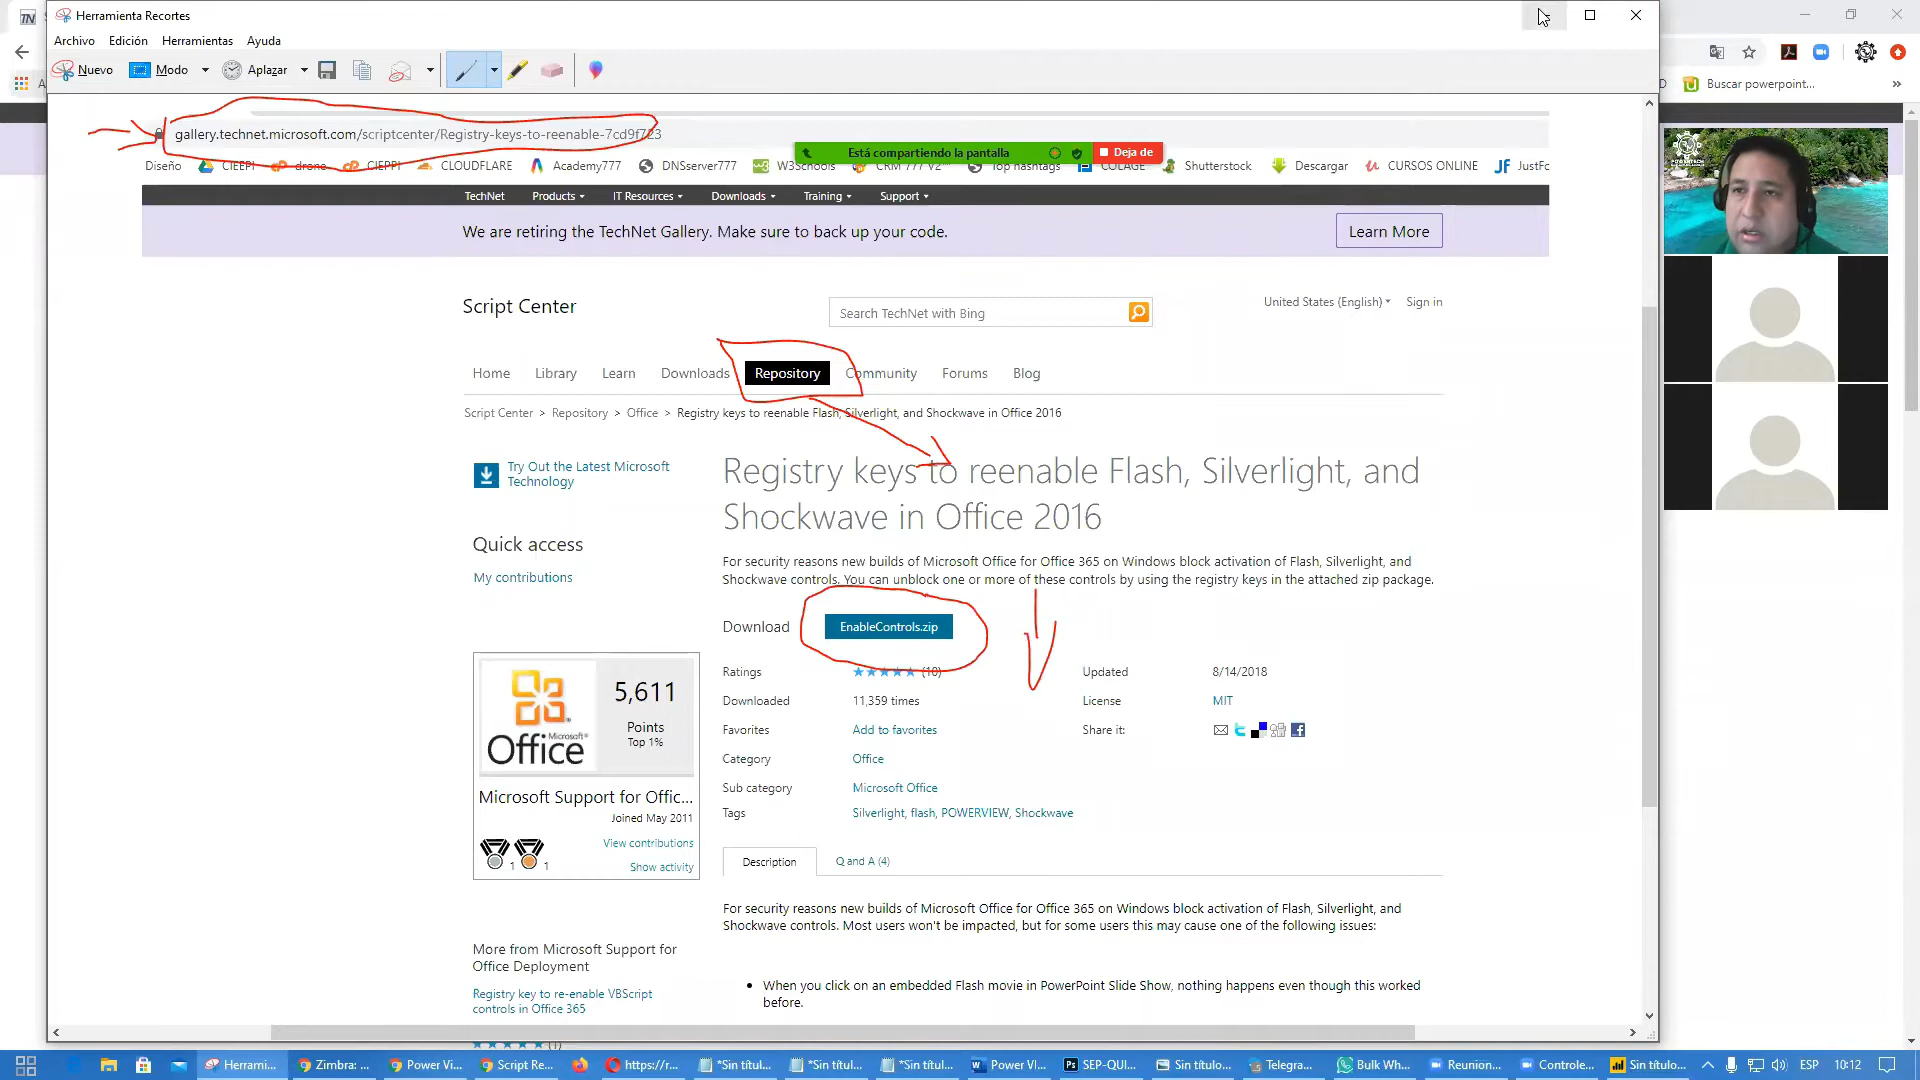 Herramienta Recortes
Archivo Edición Herramientas Ayuda
Nuevo Modo Aplazar
Buscar powerpoint...
gallery.technet.microsoft.com/scriptcenter/Registry-keys-to-reenable-7cd9f723
Está compartiendo la pantalla Deja de
Diseño CIEEPI drone CIEPPI CLOUDFLARE Academy777 DNSserver777 W3Schools CRM 777 V2 Top hashtags COLAGE Shutterstock Descargar CURSOS ONLINE JustFo
TechNet Products IT Resources Downloads Training Support
We are retiring the TechNet Gallery. Make sure to back up your code.
Learn More
Script Center
Search TechNet with Bing
United States (English) Sign in
Home Library Learn Downloads Repository Community Forums Blog
Script Center > Repository > Office > Registry keys to reenable Flash, Silverlight, and Shockwave in Office 2016
Try Out the Latest Microsoft
Technology
Registry keys to reenable Flash, Silverlight, and
Shockwave in Office 2016
Quick access
My contributions
For security reasons new builds of Microsoft Office for Office 365 on Windows block activation of Flash, Silverlight, and
Shockwave controls. You can unblock one or more of these controls by using the registry keys in the attached zip package.
Download EnableControls.zip
Ratings (10) Updated 8/14/2018
Downloaded 11,359 times License MIT
Favorites Add to favorites Share it:
Category Office
Sub category Microsoft Office
Tags Silverlight, flash, POWERVIEW, Shockwave
5,611
Points
Top 1%
Microsoft
Office
Microsoft Support for Offic...
Joined May 2011
View contributions
1 1
Show activity
Description Q and A (4)
For security reasons new builds of Microsoft Office for Office 365 on Windows block activation of Flash, Silverlight, and
Shockwave controls. Most users won't be impacted, but for some users this may cause one of the following issues:
More from Microsoft Support for
Office Deployment
Registry key to re-enable VBScript
controls in Office 365
• When you click on an embedded Flash movie in PowerPoint Slide Show, nothing happens even though this worked
before.
(1)
Herrami... Zimbra: ... Power Vi... Script Re... https://r... *Sin títul... *Sin títul... *Sin títul... Power VI... SEP-QUI... Sin título... Telegra... Bulk Wh... Reunion... Controle... Sin título... ESP 10:12